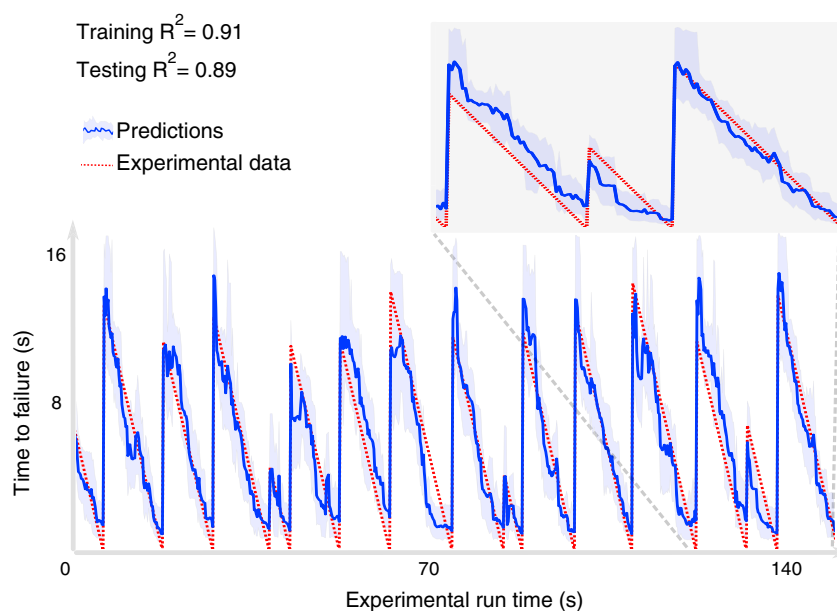 Training R²= 0.91
Testing R²= 0.89
Predictions
Experimental data
16
8
Time to failure (s)
0
70
140
Experimental run time (s)